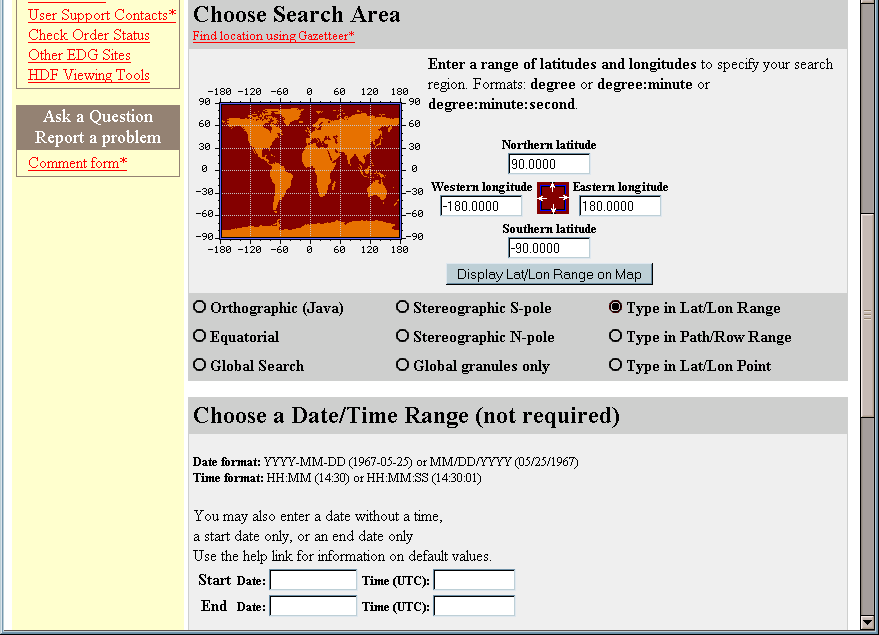 User Support Contacts*
Check Order Status
Other EDG Sites
HDF Viewing Tools
Ask a Question
Report a problem
Comment form*
Choose Search Area
Find location using Gazetteer*
-180 -120 -60 0 60 120 180
90 90
60 60
30 30
0 0
-30 -30
-60 -60
-90 -90
-180 -120 -60 0 60 120 180
Enter a range of latitudes and longitudes to specify your search
region. Formats: degree or degree:minute or
degree:minute:second.
Northern latitude
90.0000
Western longitude Eastern longitude
-180.0000 180.0000
Southern latitude
-90.0000
Display Lat/Lon Range on Map
Orthographic (Java) Stereographic S-pole Type in Lat/Lon Range
Equatorial Stereographic N-pole Type in Path/Row Range
Global Search Global granules only Type in Lat/Lon Point
Choose a Date/Time Range (not required)
Date format: YYYY-MM-DD (1967-05-25) or MM/DD/YYYY (05/25/1967)
Time format: HH:MM (14:30) or HH:MM:SS (14:30:01)
You may also enter a date without a time,
a start date only, or an end date only
Use the help link for information on default values.
Start Date: Time (UTC):
End Date: Time (UTC):